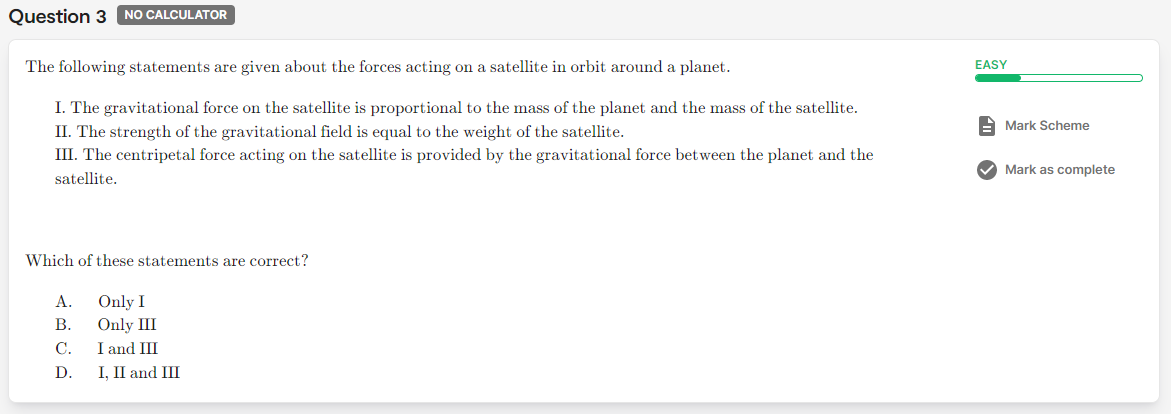 Question 3 NO CALCULATOR
The following statements are given about the forces acting on a satellite in orbit around a planet.
EASY
I. The gravitational force on the satellite is proportional to the mass of the planet and the mass of the satellite.
II. The strength of the gravitational field is equal to the weight of the satellite.
III. The centripetal force acting on the satellite is provided by the gravitational force between the planet and the
satellite.
Mark Scheme
Mark as complete
Which of these statements are correct?
A. Only I
B. Only III
C. I and III
D. I, II and III